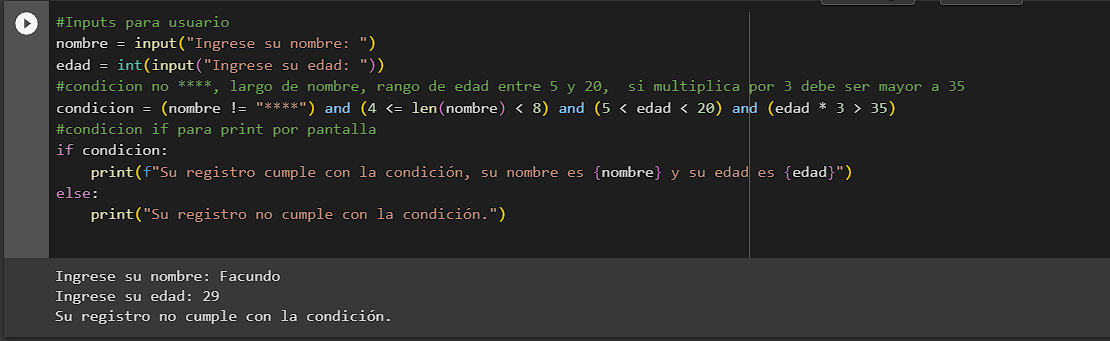 #Inputs para usuario
nombre = input("Ingrese su nombre: ")
edad = int(input("Ingrese su edad: "))
#condicion no ****, largo de nombre, rango de edad entre 5 y 20,  si multiplica por 3 debe ser mayor a 35
condicion = (nombre != "****") and (4 <= len(nombre) < 8) and (5 < edad < 20) and (edad * 3 > 35)
#condicion if para print por pantalla
if condicion:
    print(f"Su registro cumple con la condición, su nombre es {nombre} y su edad es {edad}")
else:
    print("Su registro no cumple con la condición.")
Ingrese su nombre: Facundo
Ingrese su edad: 29
Su registro no cumple con la condición.